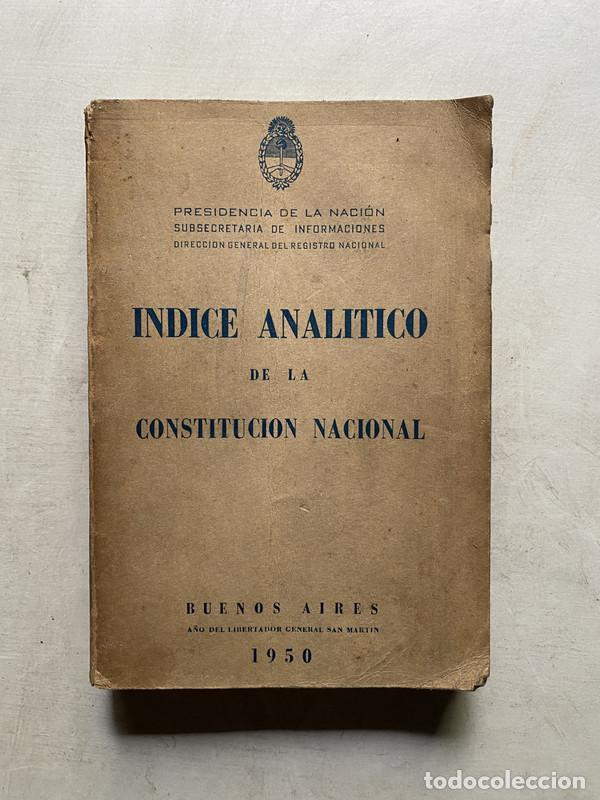 PRESIDENCIA DE LA NACIÓN
SUBSECRETARIA DE INFORMACIONES
DIRECCION GENERAL DEL REGISTRO NACIONAL
INDICE ANALITICO
DE LA
CONSTITUCION NACIONAL
BUENOS AIRES
AÑO DEL LIBERTADOR GENERAL SAN MARTIN
1950
todocoleccion